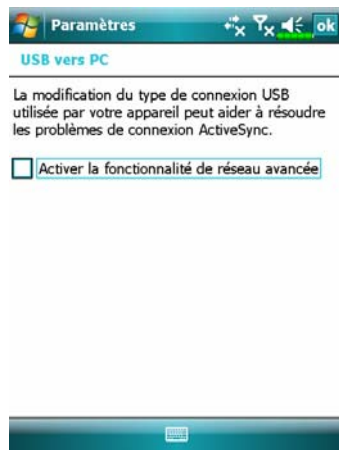 Paramètres ok
USB vers PC
La modification du type de connexion USB
utilisée par votre appareil peut aider à résoudre
les problèmes de connexion ActiveSync.
Activer la fonctionnalité de réseau avancée